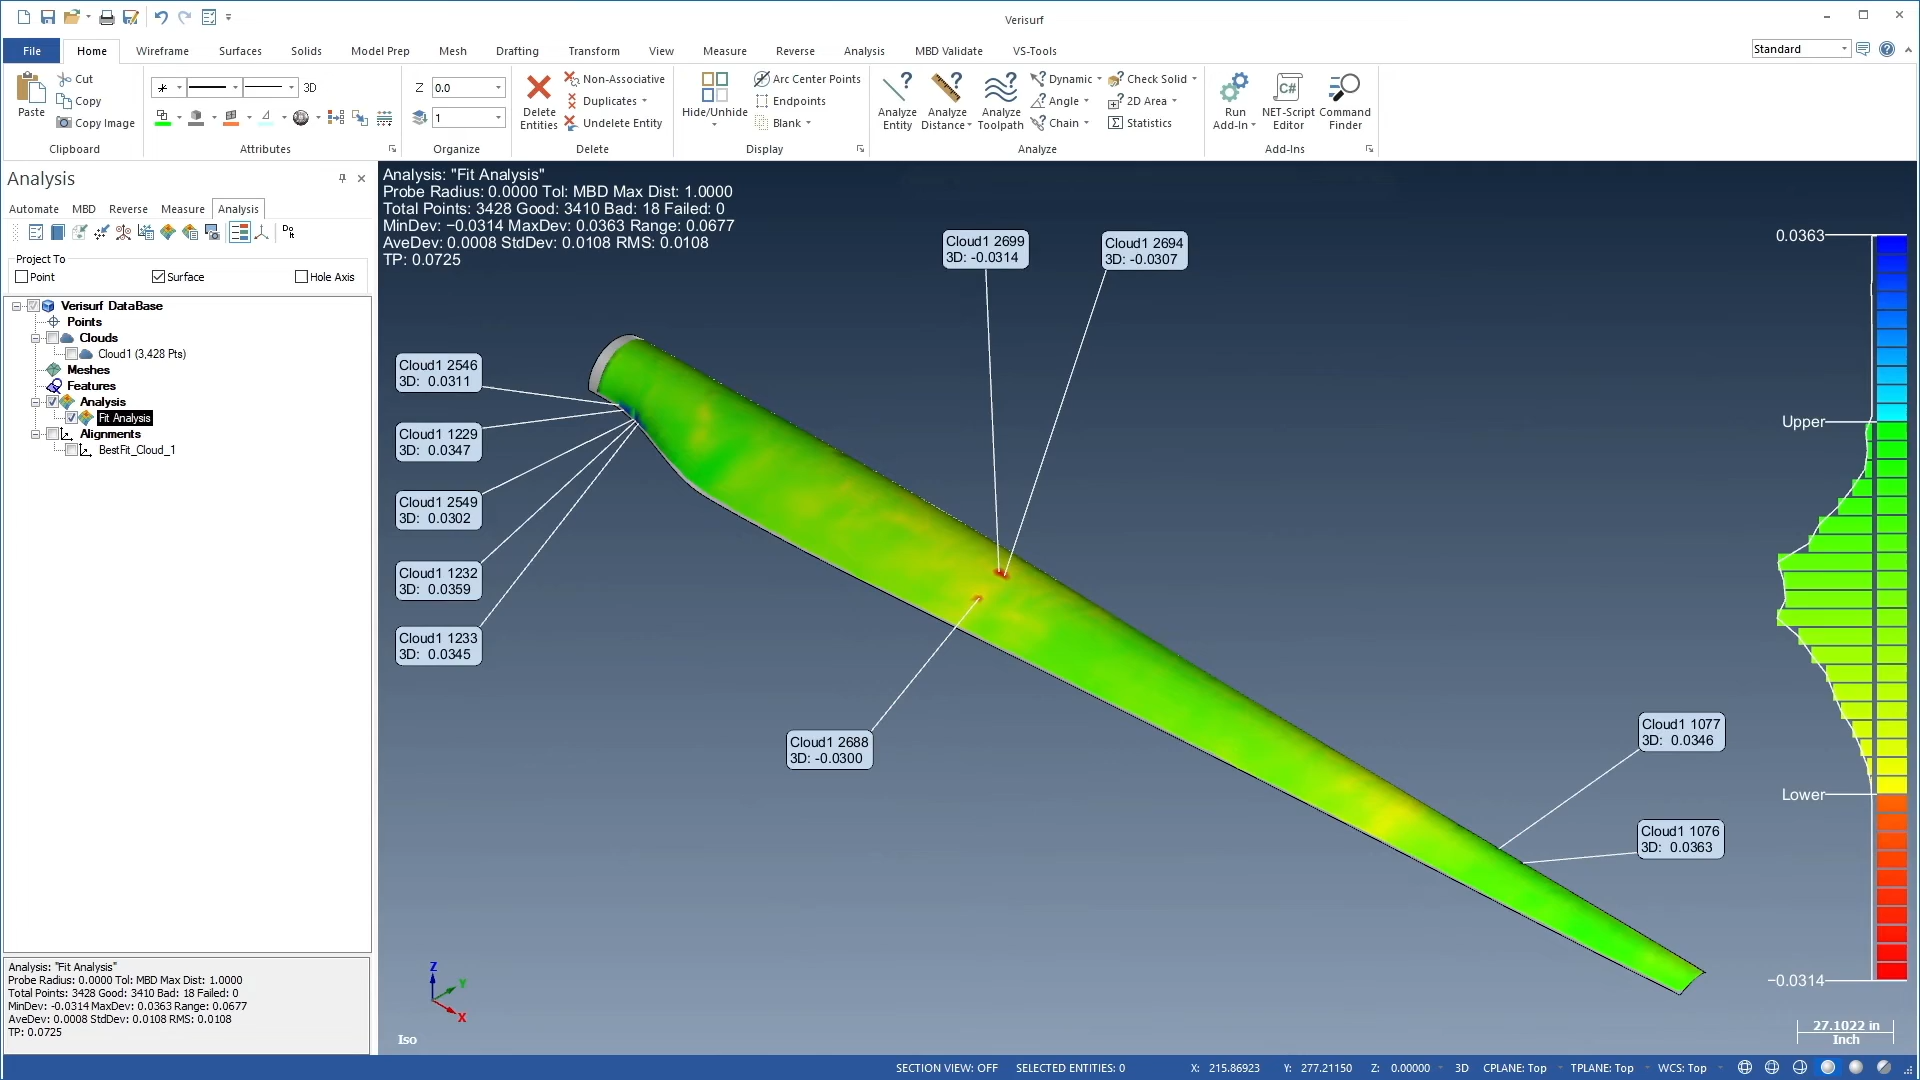 Verisurf
File Home Wireframe Surfaces Solids Model Prep Mesh Drafting Transform View Measure Reverse Analysis MBD Validate VS-Tools
Standard
Paste
Cut
Copy
Copy Image
Clipboard
3D
Attributes
Z 0.0
1
Organize
Delete
Entities
Non-Associative
Duplicates
Undelete Entity
Delete
Hide/Unhide
Arc Center Points
Endpoints
Blank
Display
Analyze
Entity
Analyze
Distance
Analyze
Toolpath
Dynamic
Angle
Chain
Check Solid
2D Area
Statistics
Analyze
Run
Add-In
C#
NET-Script
Editor
Command
Finder
Add-Ins
Analysis
Automate MBD Reverse Measure Analysis
Project To
Point Surface Hole Axis
Verisurf DataBase
Points
Clouds
Cloud1 (3,428 Pts)
Meshes
Features
Analysis
Fit Analysis
Alignments
BestFit_Cloud_1
Analysis: "Fit Analysis"
Probe Radius: 0.0000 Tol: MBD Max Dist: 1.0000
Total Points: 3428 Good: 3410 Bad: 18 Failed: 0
MinDev: -0.0314 MaxDev: 0.0363 Range: 0.0677
AveDev: 0.0008 StdDev: 0.0108 RMS: 0.0108
TP: 0.0725
Analysis: "Fit Analysis"
Probe Radius: 0.0000 Tol: MBD Max Dist: 1.0000
Total Points: 3428 Good: 3410 Bad: 18 Failed: 0
MinDev: −0.0314 MaxDev: 0.0363 Range: 0.0677
AveDev: 0.0008 StdDev: 0.0108 RMS: 0.0108
TP: 0.0725
Cloud1 2699
3D: -0.0314
Cloud1 2694
3D: -0.0307
Cloud1 2546
3D: 0.0311
Cloud1 1229
3D: 0.0347
Cloud1 2549
3D: 0.0302
Cloud1 1232
3D: 0.0359
Cloud1 1233
3D: 0.0345
Cloud1 2688
3D: -0.0300
Cloud1 1077
3D: 0.0346
Cloud1 1076
3D: 0.0363
0.0363
Upper
Lower
−0.0314
Z
Y
X
Iso
27.1022 in
Inch
SECTION VIEW: OFF SELECTED ENTITIES: 0 X: 215.86923 Y: 277.21150 Z: 0.00000 3D CPLANE: Top TPLANE: Top WCS: Top